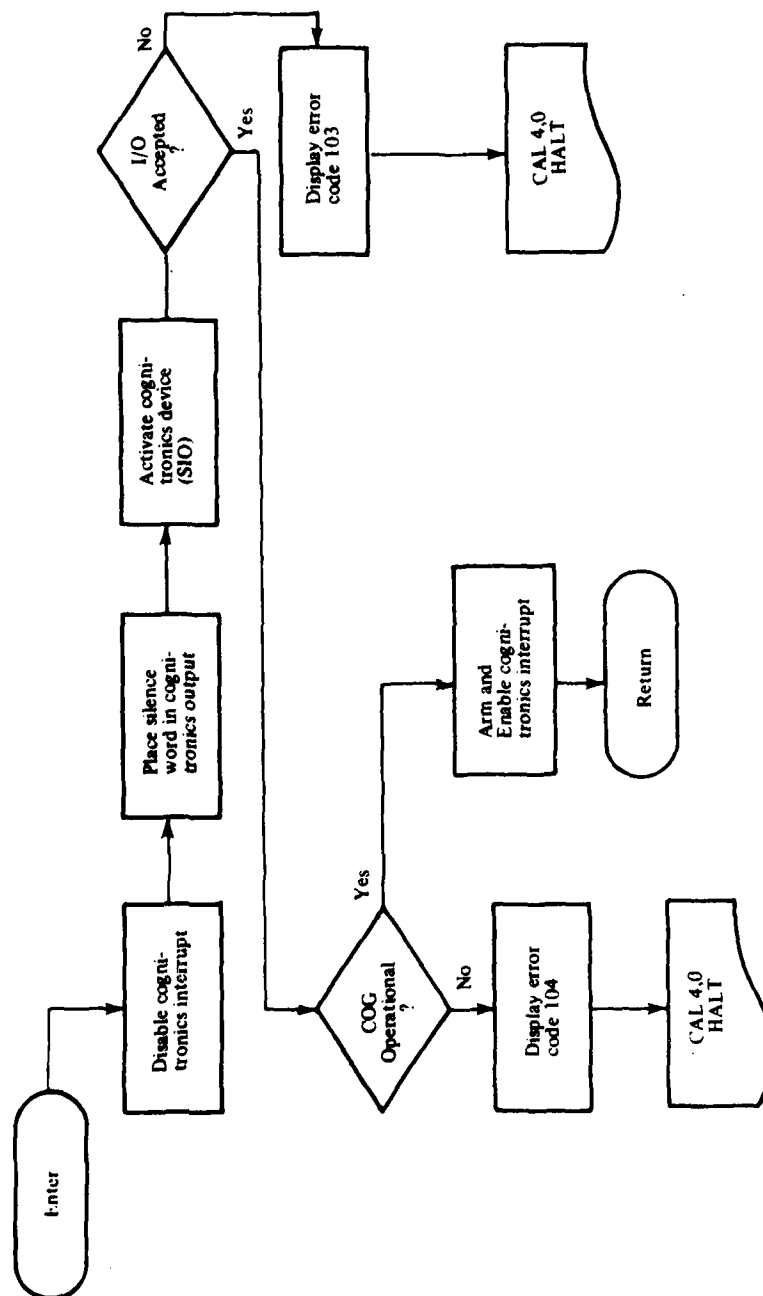 Enter
Disable cogni-
tronics interrupt
Place silence
word in cogni-
tronics output
Activate cogni-
tronics device
(SIO)
I/O
Accepted
?
No
Yes
Display error
code 103
CAL 4,0
HALT
COG
Operational
?
Yes
No
Arm and
Enable cogni-
tronics interrupt
Return
Display error
code 104
CAL 4,0
HALT